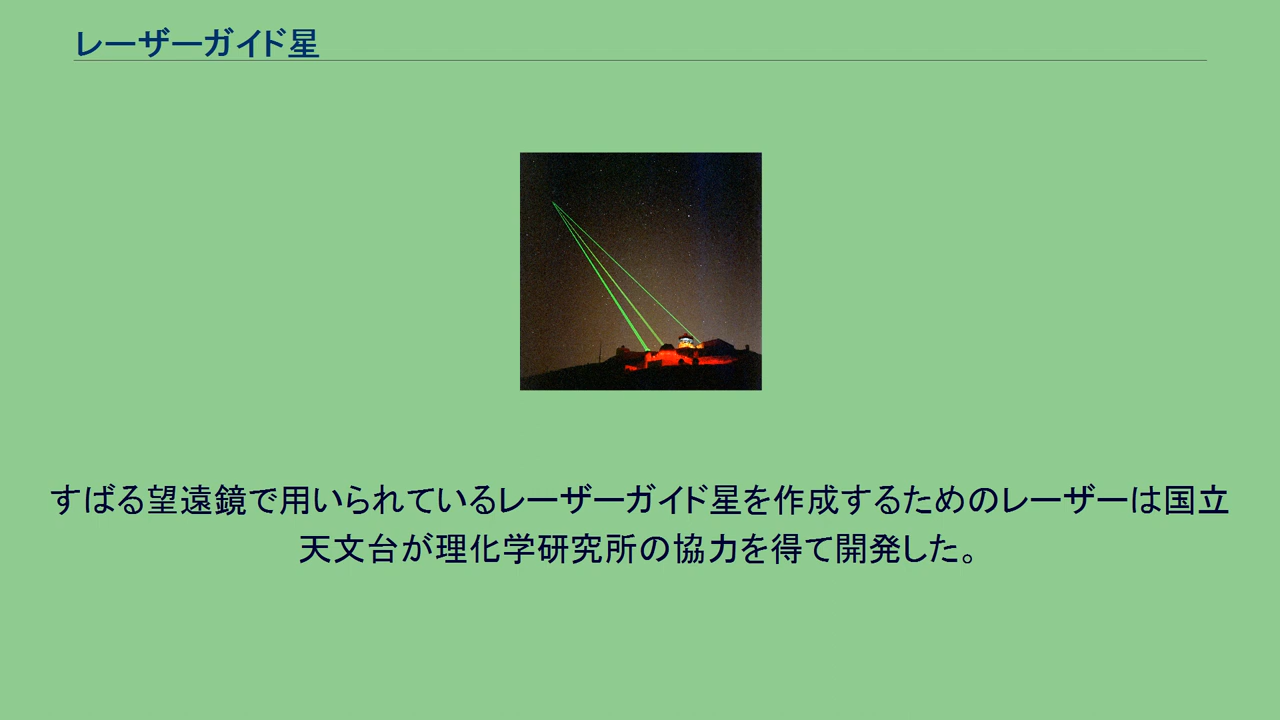 レーザーガイド星
すばる望遠鏡で用いられているレーザーガイド星を作成するためのレーザーは国立
天文台が理化学研究所の協力を得て開発した。